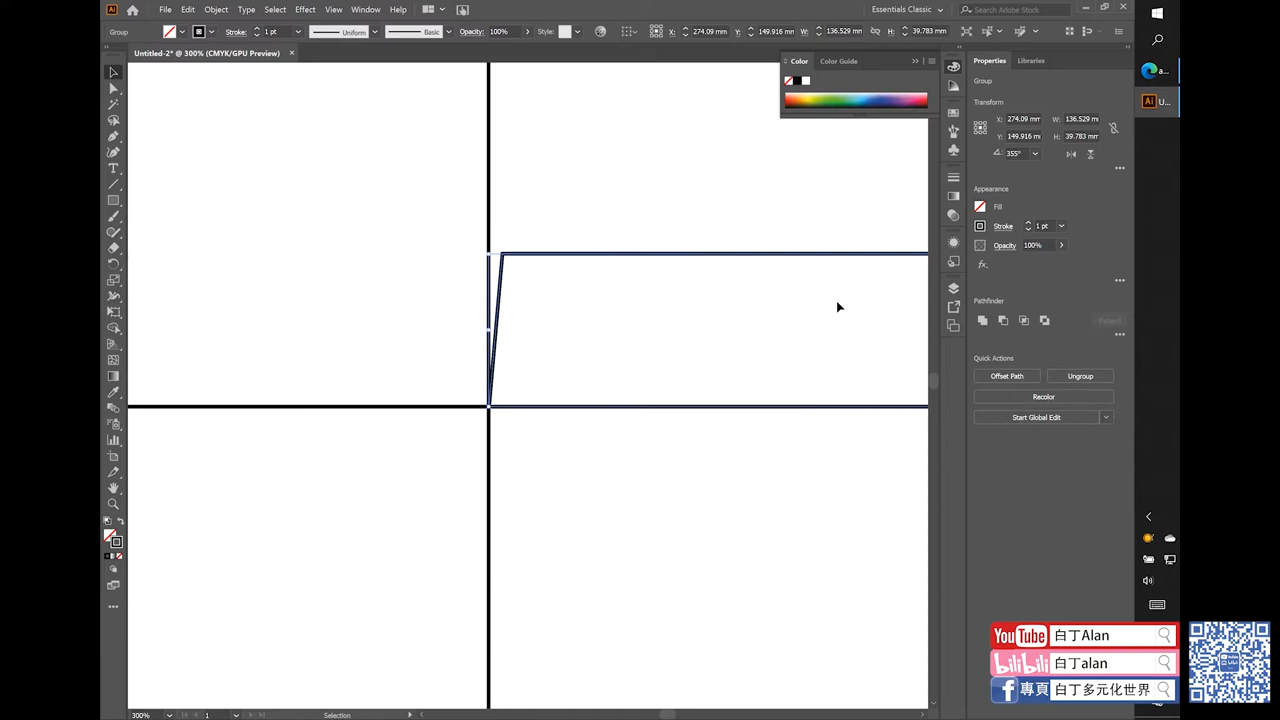 File Edit Object Type Select Effect View Window Help
Essentials Classic
Search Adobe Stock
Group
Stroke:
1 pt
Uniform
Basic
Opacity:
100%
Style:
X: 274.09 mm
Y: 149.916 m
W: 136.529 m
H: 39.783 mm
Untitled-2* @ 300% (CMYK/GPU Preview)
Color
Color Guide
Properties
Libraries
Group
Transform
X: 274.09 mm W: 136.529 m
Y: 149.916 m H: 39.783 mm
355°
Appearance
Fill
Stroke 1 pt
Opacity 100%
fx.
Pathfinder
Expand
Quick Actions
Offset Path
Ungroup
Recolor
Start Global Edit
Ai
a...
Ai
U...
YouTube 白丁Alan
bilibili 白丁alan
f 專頁 白丁多元化世界
300%
1
Selection